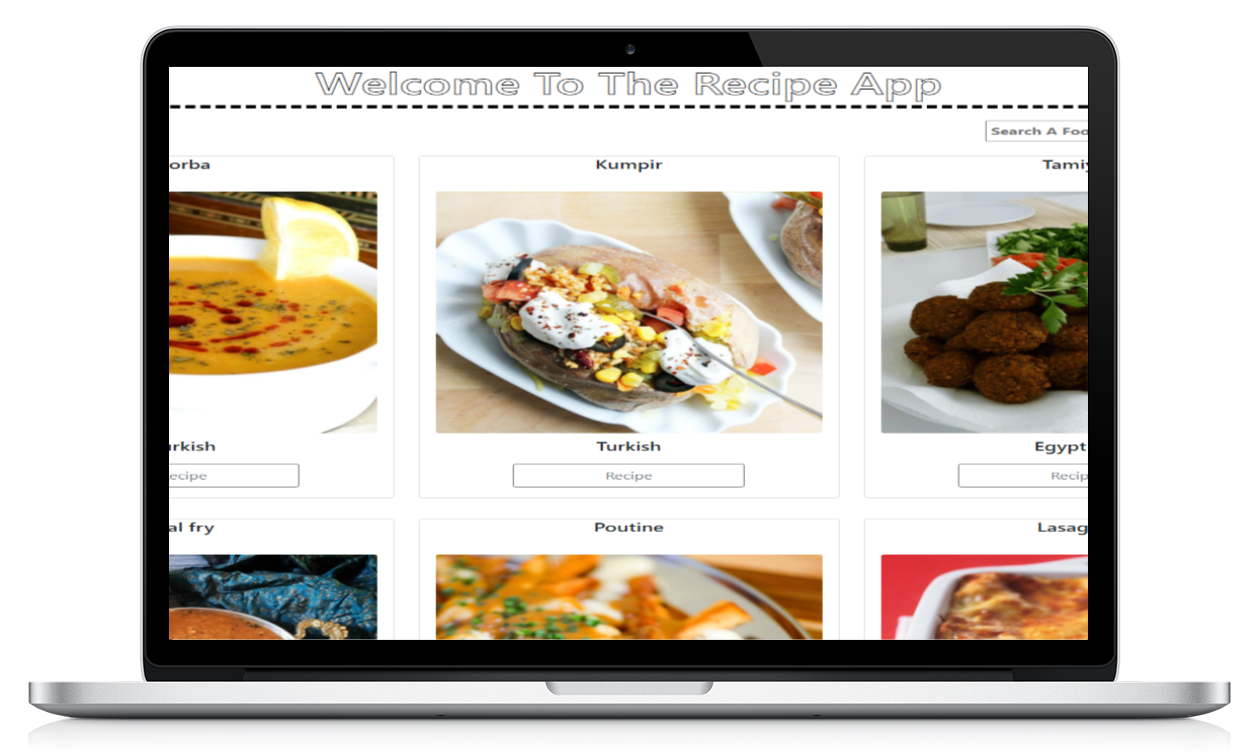 Welcome To The Recipe App
Search A Foo
orba
Kumpir
Tamiy
urkish
Turkish
Egypt
ecipe
Recipe
Recip
al fry
Poutine
Lasag